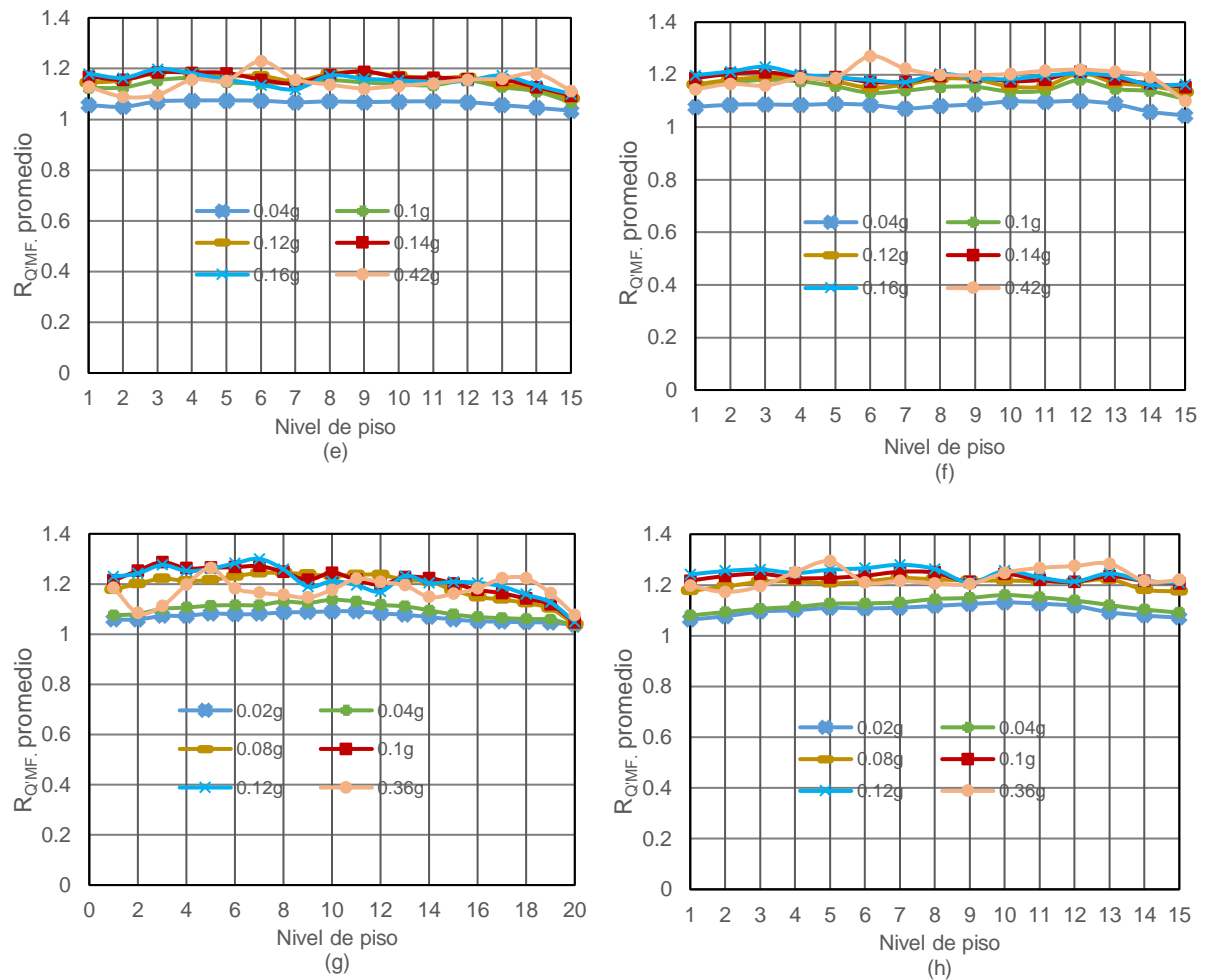 1.4
1.2
1
0.8
0.6
0.4
0.2
0
R_Q'MF. promedio
0.04g 0.1g
0.12g 0.14g
0.16g 0.42g
1 2 3 4 5 6 7 8 9 10 11 12 13 14 15
Nivel de piso
(e)
1.4
1.2
1
0.8
0.6
0.4
0.2
0
R_Q'MF. promedio
0.04g 0.1g
0.12g 0.14g
0.16g 0.42g
1 2 3 4 5 6 7 8 9 10 11 12 13 14 15
Nivel de piso
(f)
1.4
1.2
1
0.8
0.6
0.4
0.2
0
R_Q'MF. promedio
0.02g 0.04g
0.08g 0.1g
0.12g 0.36g
0 2 4 6 8 10 12 14 16 18 20
Nivel de piso
(g)
1.4
1.2
1
0.8
0.6
0.4
0.2
0
R_Q'MF. promedio
0.02g 0.04g
0.08g 0.1g
0.12g 0.36g
1 2 3 4 5 6 7 8 9 10 11 12 13 14 15
Nivel de piso
(h)